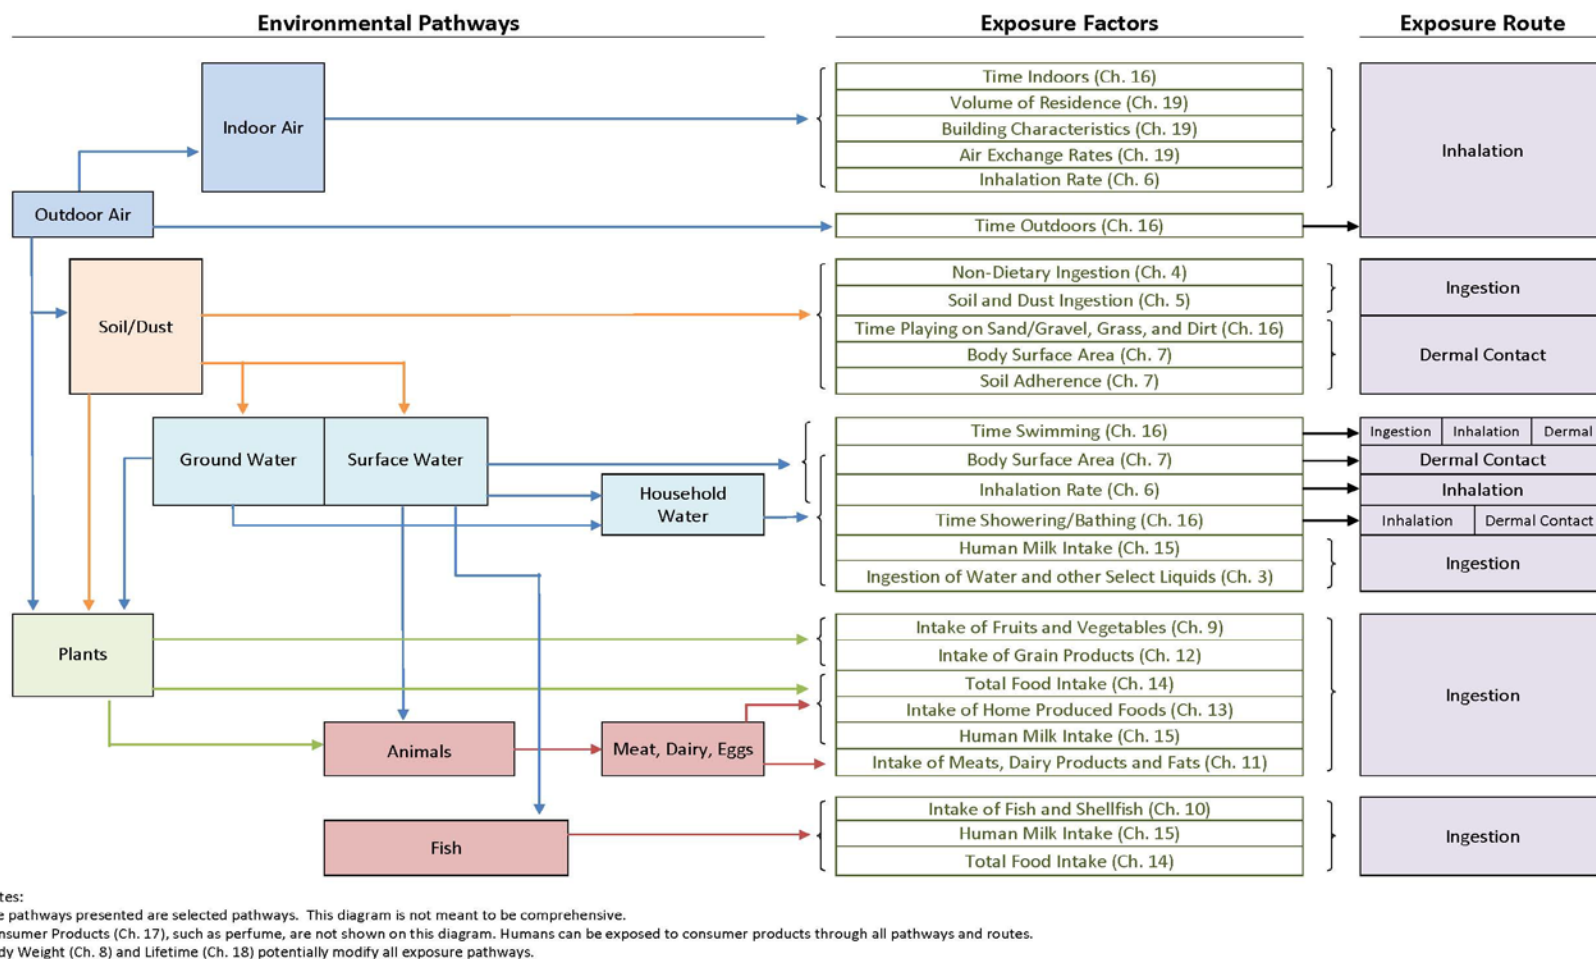 Environmental Pathways
Exposure Factors
Exposure Route
Indoor Air
Outdoor Air
Time Indoors (Ch. 16)
Volume of Residence (Ch. 19)
Building Characteristics (Ch. 19)
Air Exchange Rates (Ch. 19)
Inhalation Rate (Ch. 6)
Time Outdoors (Ch. 16)
Inhalation
Soil/Dust
Non-Dietary Ingestion (Ch. 4)
Soil and Dust Ingestion (Ch. 5)
Time Playing on Sand/Gravel, Grass, and Dirt (Ch. 16)
Body Surface Area (Ch. 7)
Soil Adherence (Ch. 7)
Ingestion
Dermal Contact
Ground Water
Surface Water
Household
Water
Time Swimming (Ch. 16)
Body Surface Area (Ch. 7)
Inhalation Rate (Ch. 6)
Time Showering/Bathing (Ch. 16)
Human Milk Intake (Ch. 15)
Ingestion of Water and other Select Liquids (Ch. 3)
Ingestion
Inhalation
Dermal
Dermal Contact
Inhalation
Inhalation
Dermal Contact
Ingestion
Plants
Animals
Meat, Dairy, Eggs
Intake of Fruits and Vegetables (Ch. 9)
Intake of Grain Products (Ch. 12)
Total Food Intake (Ch. 14)
Intake of Home Produced Foods (Ch. 13)
Human Milk Intake (Ch. 15)
Intake of Meats, Dairy Products and Fats (Ch. 11)
Ingestion
Fish
Intake of Fish and Shellfish (Ch. 10)
Human Milk Intake (Ch. 15)
Total Food Intake (Ch. 14)
Ingestion
tes:
e pathways presented are selected pathways. This diagram is not meant to be comprehensive.
nsumer Products (Ch. 17), such as perfume, are not shown on this diagram. Humans can be exposed to consumer products through all pathways and routes.
dy Weight (Ch. 8) and Lifetime (Ch. 18) potentially modify all exposure pathways.